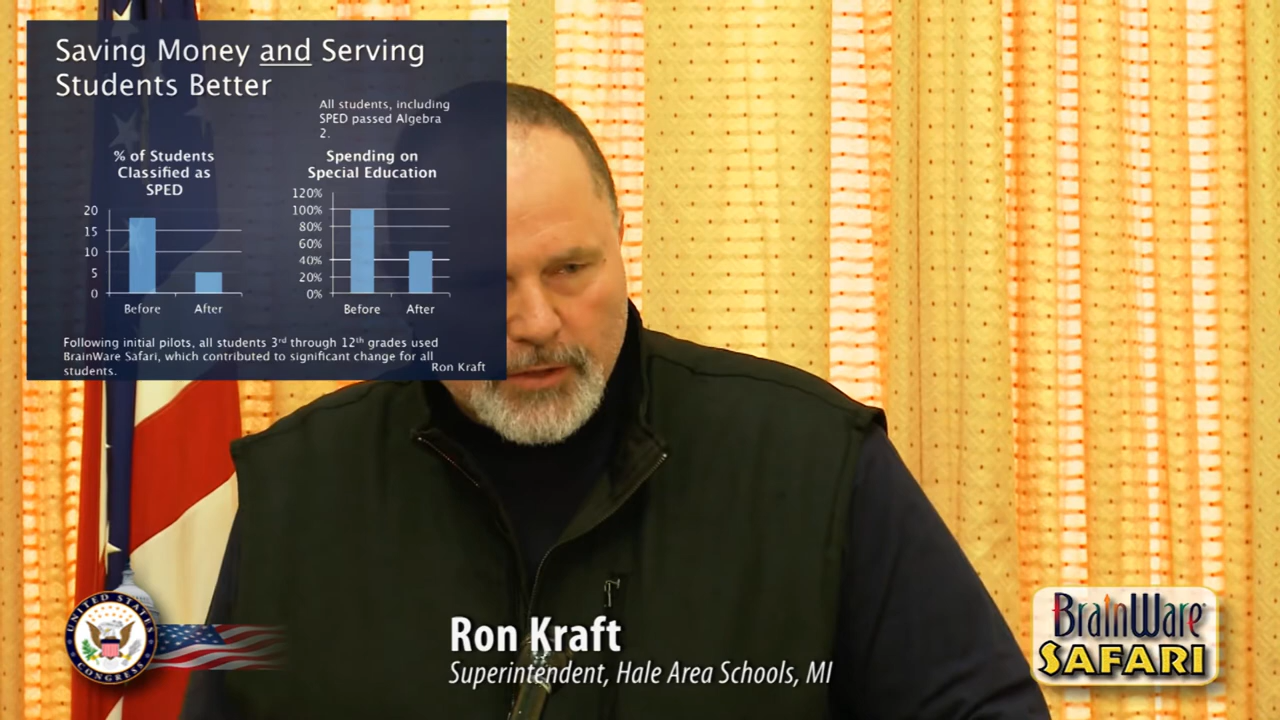 Saving Money and Serving
Students Better
All students, including
SPED passed Algebra
2.
% of Students
Classified as
SPED
20
15
10
5
0
Before After
Spending on
Special Education
120%
100%
80%
60%
40%
20%
0%
Before After
Following initial pilots, all students 3rd through 12th grades used
BrainWare Safari, which contributed to significant change for all
students.
Ron Kraft
Ron Kraft
Superintendent, Hale Area Schools, MI
UNITED STATES
CONGRESS
BrainWare
SAFARI